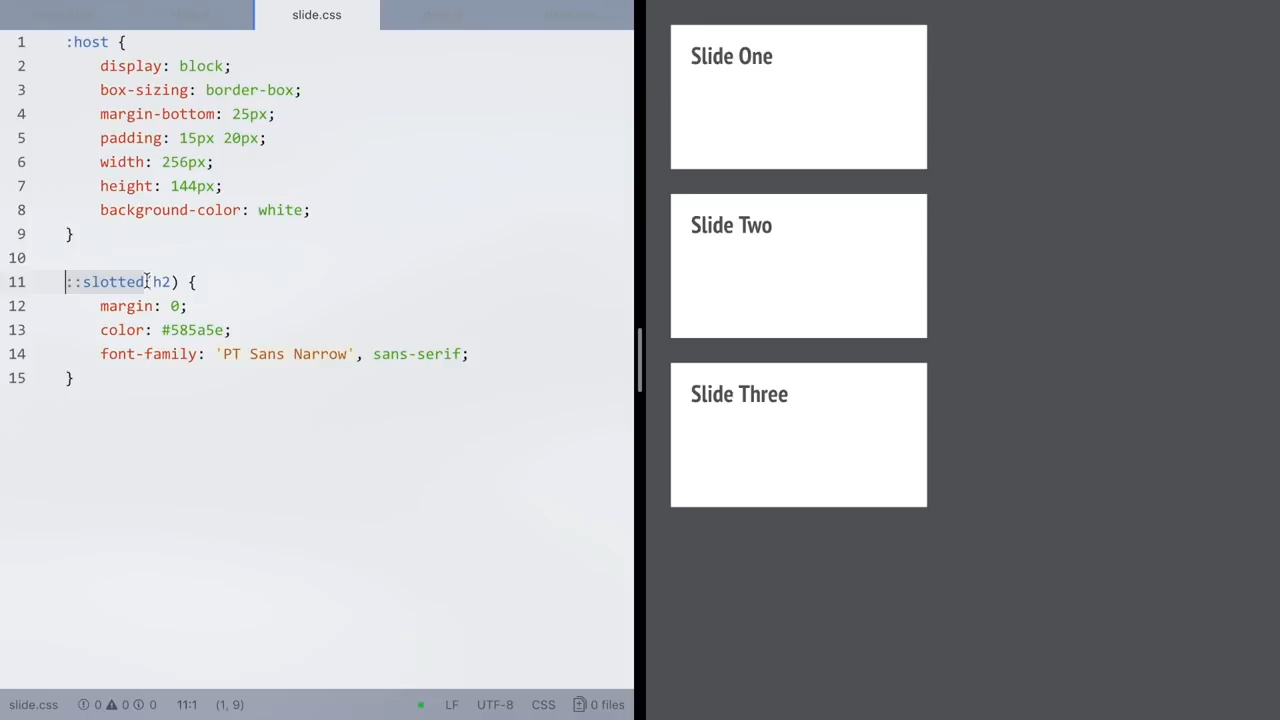 slide.css
1 :host {
2 display: block;
3 box-sizing: border-box;
4 margin-bottom: 25px;
5 padding: 15px 20px;
6 width: 256px;
7 height: 144px;
8 background-color: white;
9 }
10
11 ::slotted(h2) {
12 margin: 0;
13 color: #585a5e;
14 font-family: 'PT Sans Narrow', sans-serif;
15 }
slide.css 0 0 0 11:1 (1, 9) LF UTF-8 CSS 0 files
Slide One
Slide Two
Slide Three